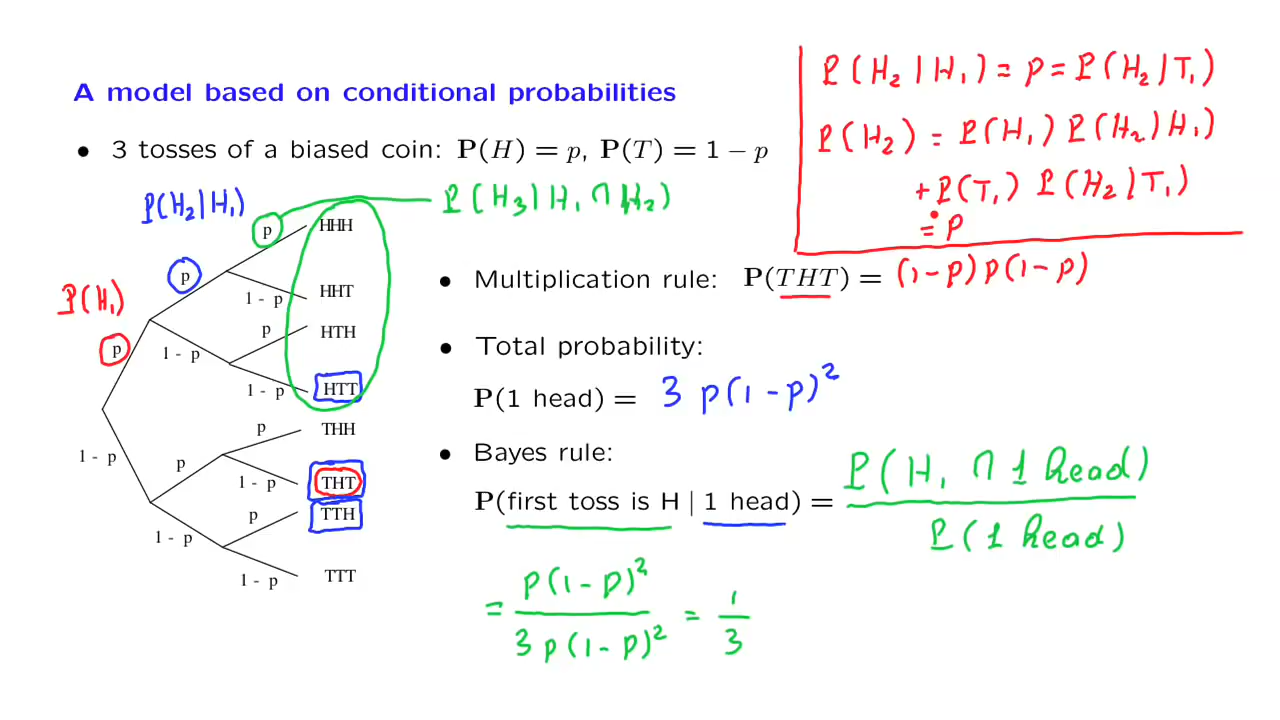 A model based on conditional probabilities
• 3 tosses of a biased coin: P(H) = p, P(T) = 1 − p
P(H₂ | H₁) = p = P(H₂ | T₁)
P(H₂) = P(H₁) P(H₂ | H₁)
+ P(T₁) P(H₂ | T₁)
= p
P(H₂ | H₁)
P(H₃ | H₁ ∩ H₂)
P(H₁)
p
p
p
HHH
1 - p
HHT
p
HTH
1 - p
1 - p
HTT
p
THH
1 - p
p
1 - p
THT
p
TTH
1 - p
1 - p
TTT
• Multiplication rule: P(THT) = (1 − p) p (1 − p)
• Total probability:
P(1 head) = 3 p (1 − p)²
• Bayes rule:
P(first toss is H | 1 head) = P(H₁ ∩ 1 head)
P(1 head)
= p(1 − p)²
3 p (1 − p)²
= 1
3